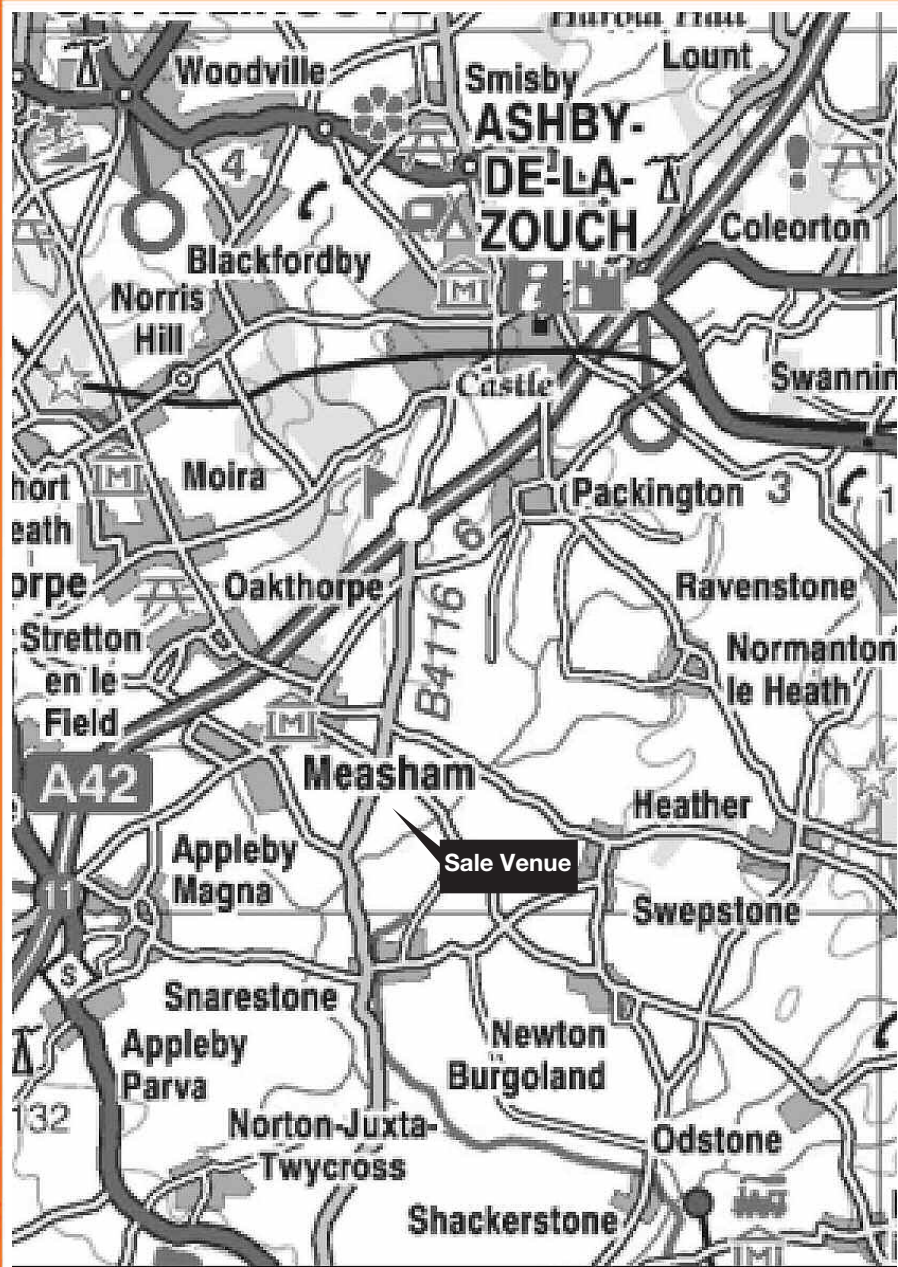 Woodville
Smisby
Lount
ASHBY-
DE-LA-
ZOUCH
4
Coleorton
Blackfordby
Norris
Hill
M
i
Castle
Swannin
M
hort
eath
Moira
Packington
3
1
6
orpe
Oakthorpe
Ravenstone
B4116
Stretton
en le
Field
Normanton
le Heath
M
A42
Measham
Heather
Appleby
Magna
Sale Venue
11
Swepstone
S
Snarestone
Newton
Burgoland
Appleby
Parva
132
Norton-Juxta-
Twycross
Odstone
Shackerstone
M